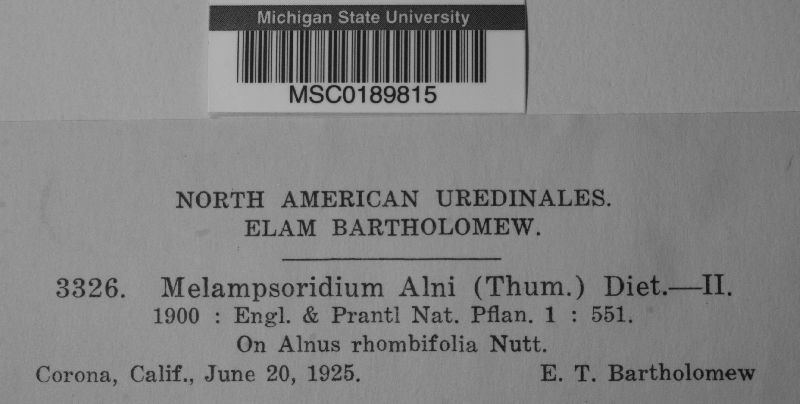 Michigan State University
MSC0189815
NORTH AMERICAN UREDINALES.
ELAM BARTHOLOMEW.
3326. Melampsoridium Alni (Thum.) Diet.—II.
1900 : Engl. & Prantl Nat. Pflan. 1 : 551.
On Alnus rhombifolia Nutt.
Corona, Calif., June 20, 1925. E. T. Bartholomew